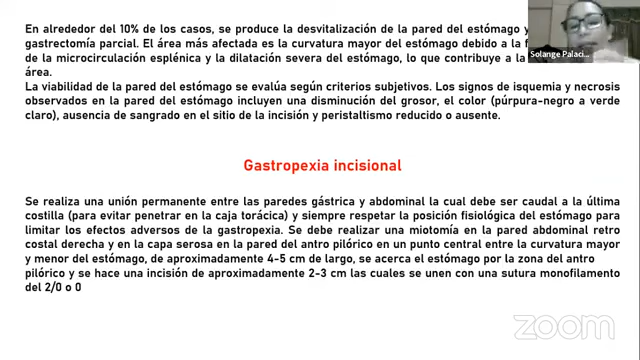 En alrededor del 10% de los casos, se produce la desvitalización de la pared del estómago y
gastrectomía parcial. El área más afectada es la curvatura mayor del estómago debido a la
de la microcirculación esplénica y la dilatación severa del estómago, lo que contribuye a la
área.
La viabilidad de la pared del estómago se evalúa según criterios subjetivos. Los signos de isquemia y necrosis
observados en la pared del estómago incluyen una disminución del grosor, el color (púrpura-negro a verde
claro), ausencia de sangrado en el sitio de la incisión y peristaltismo reducido o ausente.
Solange Palaci...
Gastropexia incisional
Se realiza una unión permanente entre las paredes gástrica y abdominal la cual debe ser caudal a la última
costilla (para evitar penetrar en la caja torácica) y siempre respetar la posición fisiológica del estómago para
limitar los efectos adversos de la gastropexia. Se debe realizar una miotomía en la pared abdominal retro
costal derecha y en la capa serosa en la pared del antro pilórico en un punto central entre la curvatura mayor
y menor del estómago, de aproximadamente 4-5 cm de largo, se acerca el estómago por la zona del antro
pilórico y se hace una incisión de aproximadamente 2-3 cm las cuales se unen con una sutura monofilamento
del 2/0 o 0
zoom